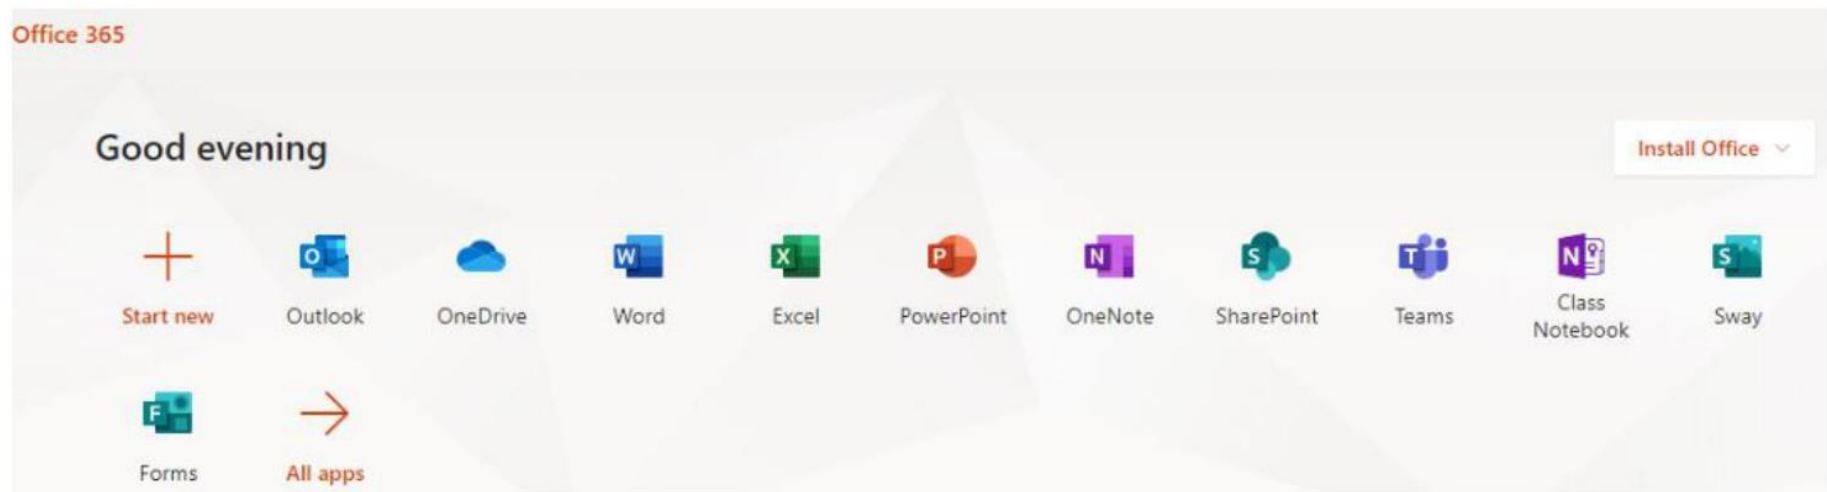 Office 365
Good evening
Install Office
Start new
Outlook
OneDrive
Word
Excel
PowerPoint
OneNote
SharePoint
Teams
Class
Notebook
Sway
Forms
All apps